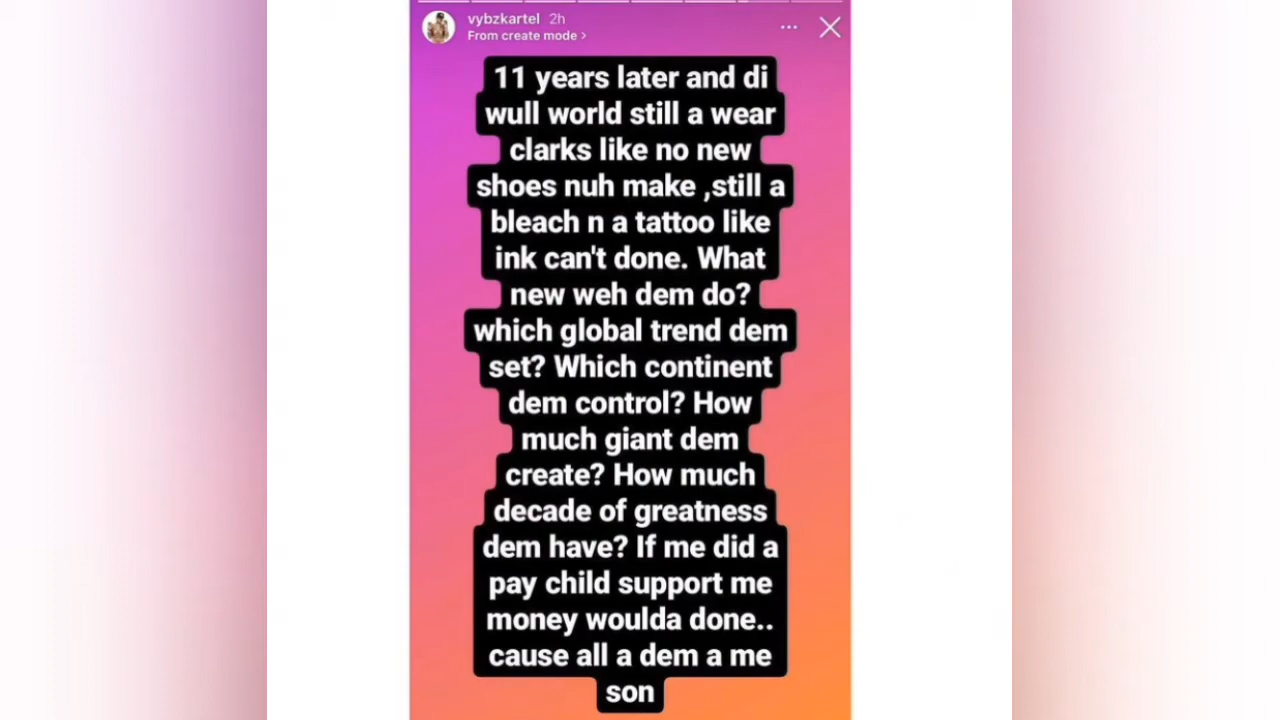 vybzkartel 2h
From create mode >
11 years later and di
wull world still a wear
clarks like no new
shoes nuh make ,still a
bleach n a tattoo like
ink can't done. What
new weh dem do?
which global trend dem
set? Which continent
dem control? How
much giant dem
create? How much
decade of greatness
dem have? If me did a
pay child support me
money woulda done..
cause all a dem a me
son